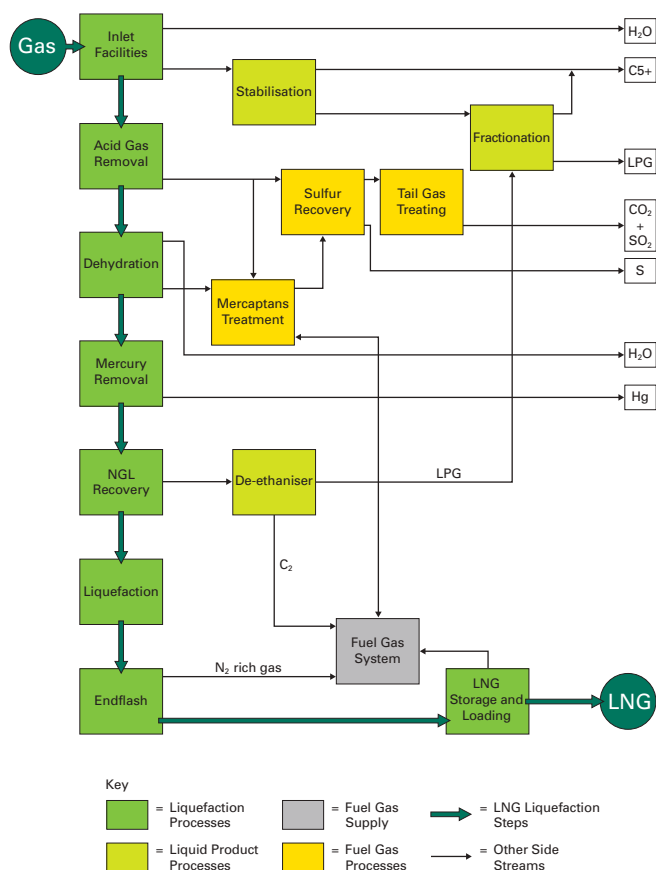 Gas
Inlet
Facilities
H₂O
Stabilisation
C5+
Acid Gas
Removal
Fractionation
LPG
Sulfur
Recovery
Tail Gas
Treating
CO₂
+
SO₂
Dehydration
S
Mercaptans
Treatment
Mercury
Removal
H₂O
Hg
NGL
Recovery
De-ethaniser
LPG
C₂
Liquefaction
Fuel Gas
System
N₂ rich gas
Endflash
LNG
Storage and
Loading
LNG
Key
= Liquefaction
Processes
= Fuel Gas
Supply
= LNG Liquefaction
Steps
= Liquid Product
Processes
= Fuel Gas
Processes
= Other Side
Streams